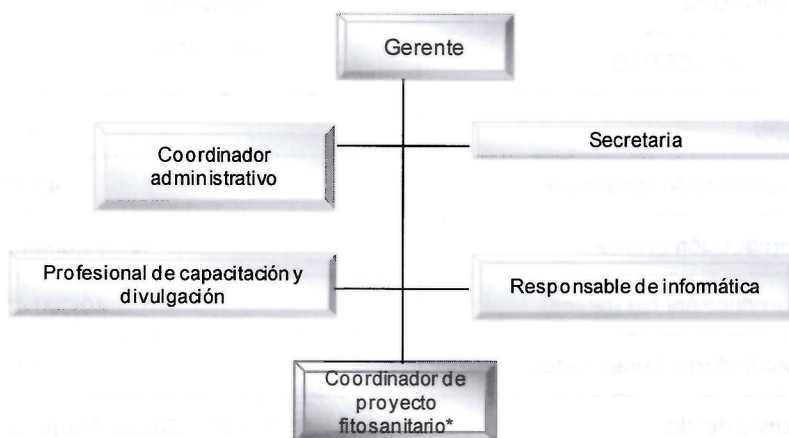 Gerente
Coordinador
administrativo
Secretaria
Profesional de capacitación y
divulgación
Responsable de informática
Coordinador de
proyecto
fitosanitario*